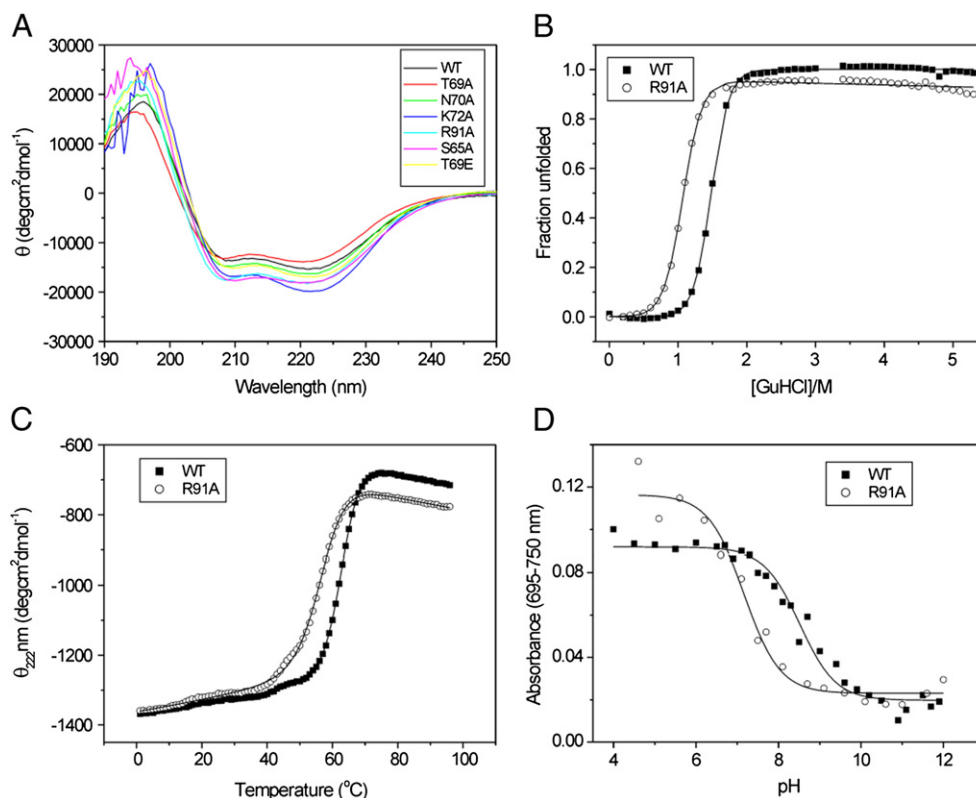 A
30000
20000
10000
0
-10000
-20000
-30000
θ (degcm²dmol⁻¹)
190 200 210 220 230 240 250
Wavelength (nm)
WT
T69A
N70A
K72A
R91A
S65A
T69E
B
1.0
0.8
0.6
0.4
0.2
0.0
Fraction unfolded
0 1 2 3 4 5
[GuHCl]/M
WT
R91A
C
-600
-800
-1000
-1200
-1400
θ₂₂₂nm (degcm²dmol⁻¹)
0 20 40 60 80 100
Temperature (°C)
WT
R91A
D
0.12
0.08
0.04
0.00
Absorbance (695-750 nm)
4 6 8 10 12
pH
WT
R91A